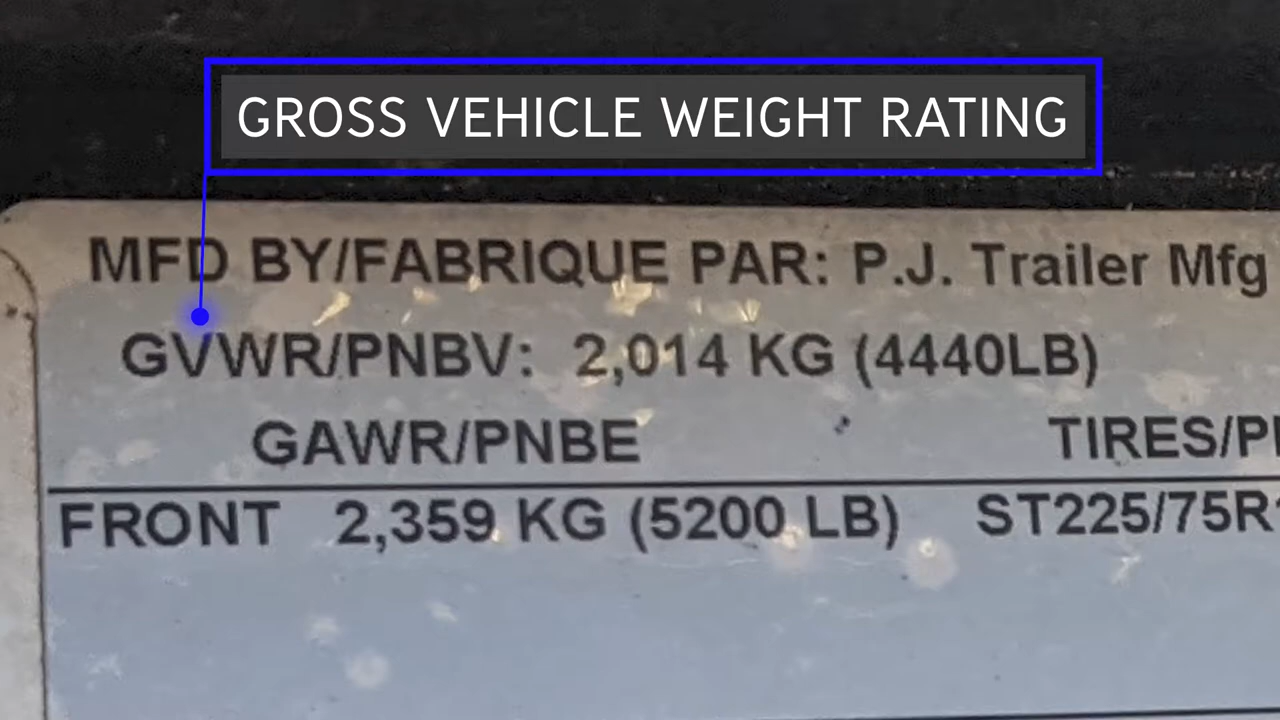 GROSS VEHICLE WEIGHT RATING
MFD BY/FABRIQUE PAR: P.J. Trailer Mfg
GVWR/PNBV: 2,014 KG (4440LB)
GAWR/PNBE TIRES/P
FRONT 2,359 KG (5200 LB) ST225/75R